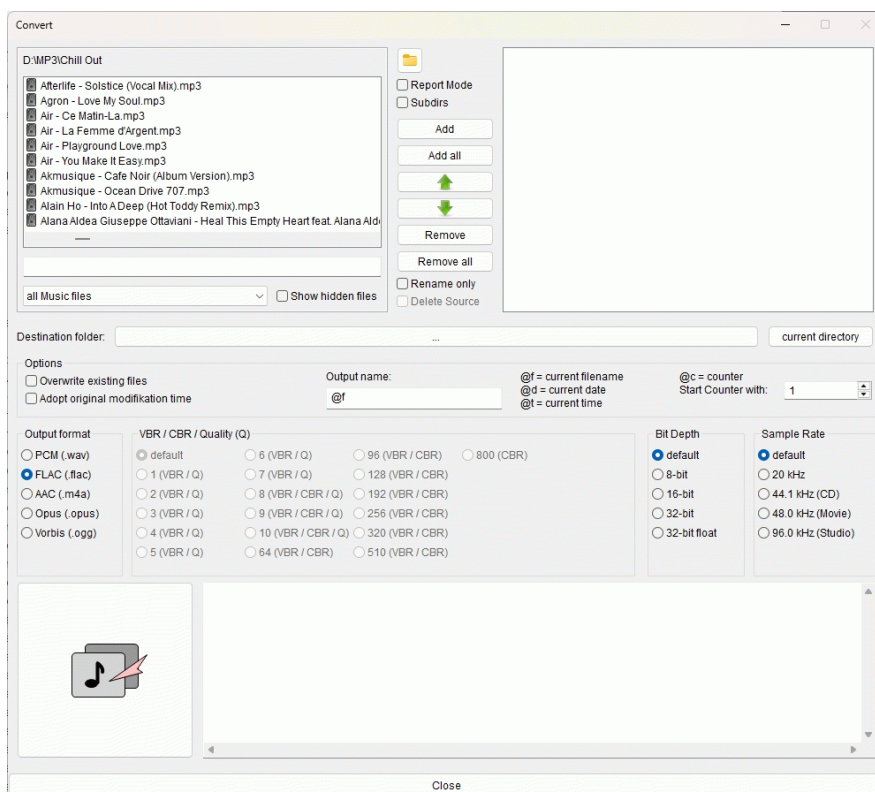 Convert
D:\MP3\Chill Out
Afterlife - Solstice (Vocal Mix).mp3
Agron - Love My Soul.mp3
Air - Ce Matin-La.mp3
Air - La Femme d'Argent.mp3
Air - Playground Love.mp3
Air - You Make It Easy.mp3
Akmusique - Cafe Noir (Album Version).mp3
Akmusique - Ocean Drive 707.mp3
Alain Ho - Into A Deep (Hot Toddy Remix).mp3
Alana Aldea Giuseppe Ottaviani - Heal This Empty Heart feat. Alana Ald
all Music files
Show hidden files
Report Mode
Subdirs
Add
Add all
Remove
Remove all
Rename only
Delete Source
Destination folder: ... current directory
Options
Overwrite existing files
Adopt original modifikation time
Output name:
@f
@f = current filename
@d = current date
@t = current time
@c = counter
Start Counter with: 1
Output format
PCM (.wav)
FLAC (.flac)
AAC (.m4a)
Opus (.opus)
Vorbis (.ogg)
VBR / CBR / Quality (Q)
default
1 (VBR / Q)
2 (VBR / Q)
3 (VBR / Q)
4 (VBR / Q)
5 (VBR / Q)
6 (VBR / Q)
7 (VBR / Q)
8 (VBR / CBR / Q)
9 (VBR / CBR / Q)
10 (VBR / CBR / Q)
64 (VBR / CBR)
96 (VBR / CBR)
128 (VBR / CBR)
192 (VBR / CBR)
256 (VBR / CBR)
320 (VBR / CBR)
510 (VBR / CBR)
800 (CBR)
Bit Depth
default
8-bit
16-bit
32-bit
32-bit float
Sample Rate
default
20 kHz
44.1 kHz (CD)
48.0 kHz (Movie)
96.0 kHz (Studio)
Close